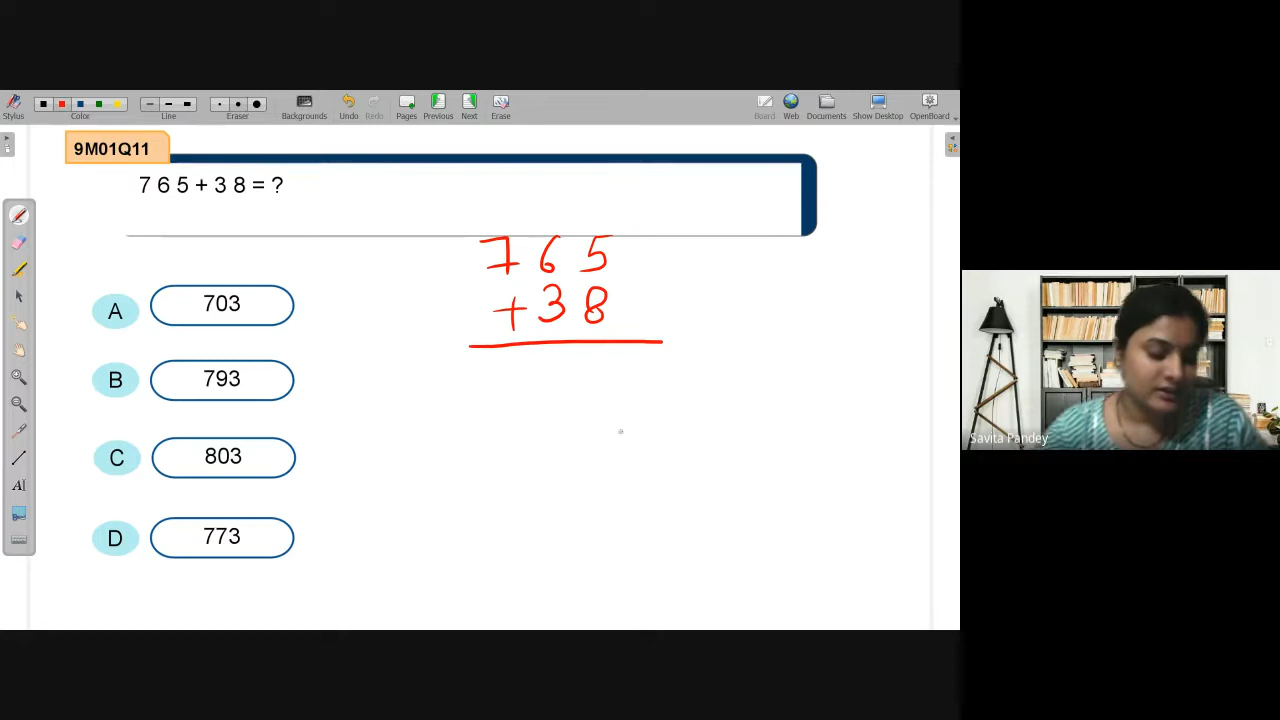 Stylus
Color
Line
Eraser
Backgrounds
Undo
Redo
Pages
Previous
Next
Erase
Board
Web
Documents
Show Desktop
OpenBoard
9M01Q11
7 6 5 + 3 8 = ?
7 6 5
+ 3 8
A 703
B 793
C 803
D 773
Savita Pandey